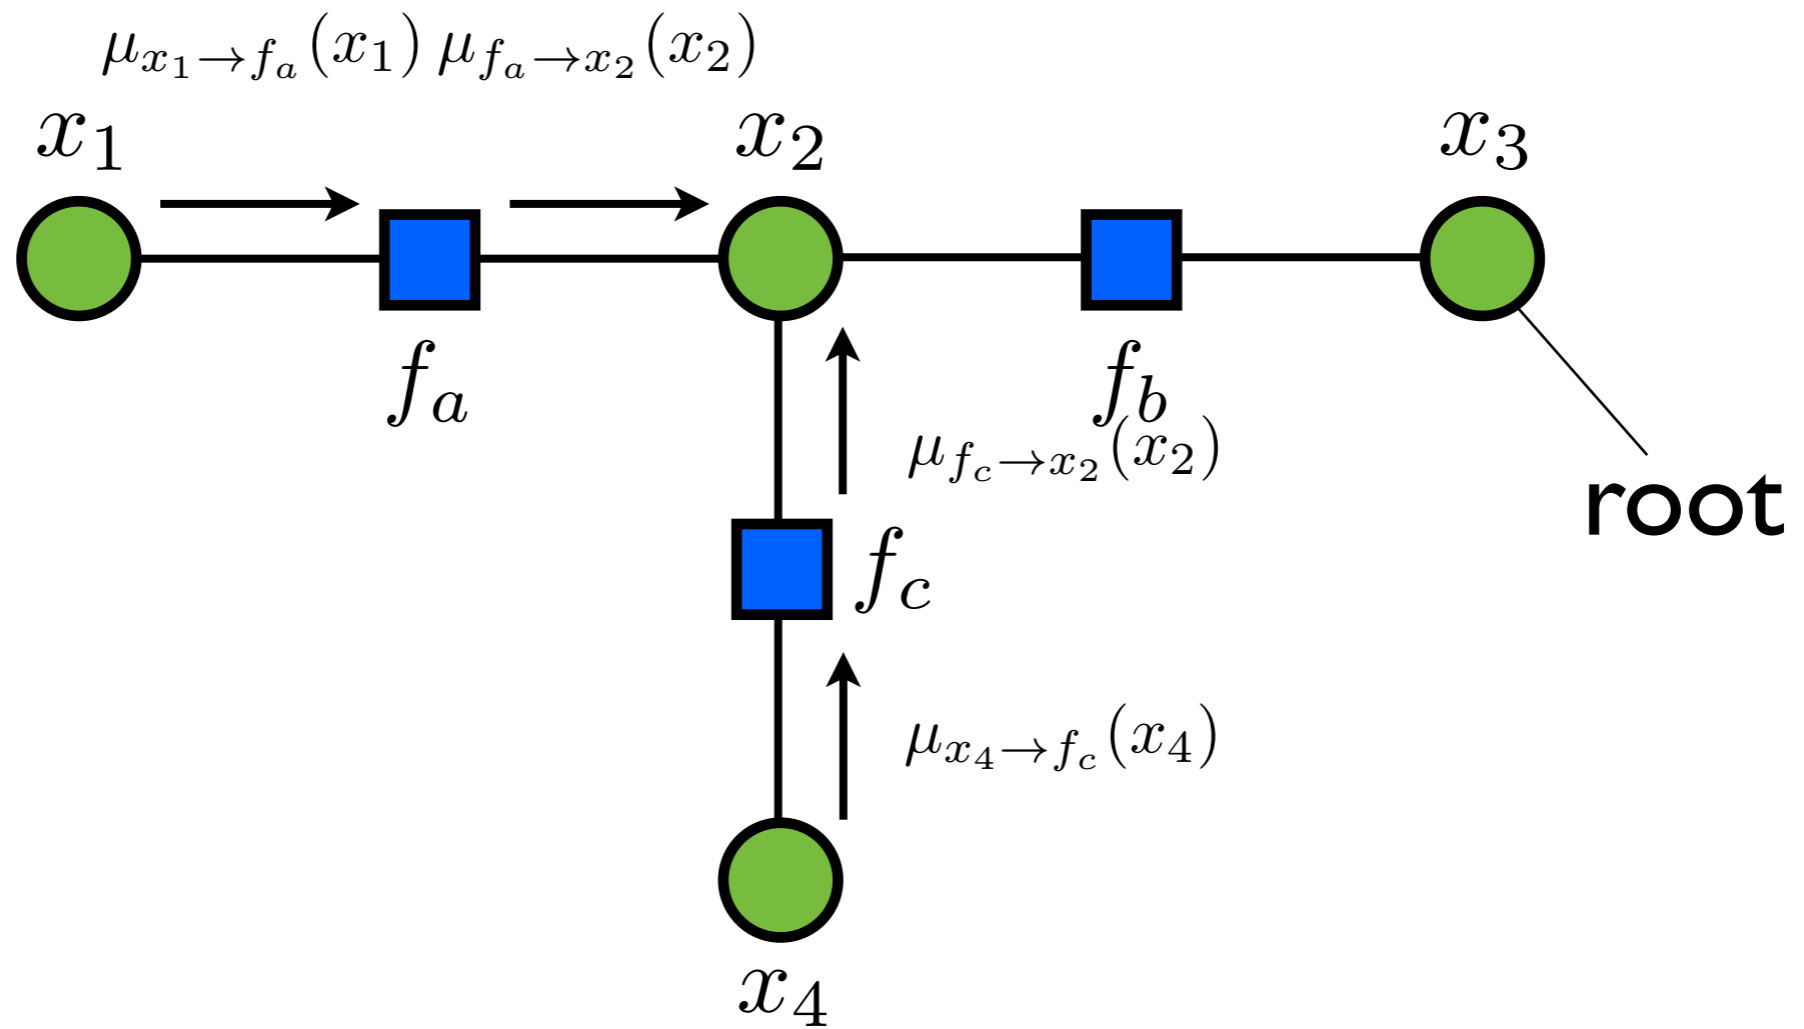 μ_{x_1→f_a}(x_1) μ_{f_a→x_2}(x_2)
x_1 x_2 x_3
f_a f_b
μ_{f_c→x_2}(x_2)
root
f_c
μ_{x_4→f_c}(x_4)
x_4